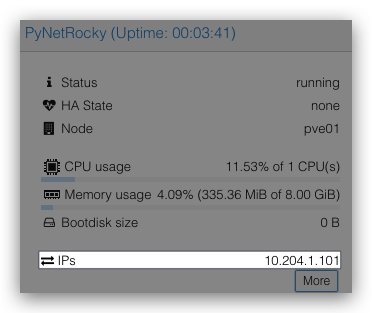 PyNetRocky (Uptime: 00:03:41)
Status running
HA State none
Node pve01
CPU usage 11.53% of 1 CPU(s)
Memory usage 4.09% (335.36 MiB of 8.00 GiB)
Bootdisk size 0 B
IPs 10.204.1.101
More